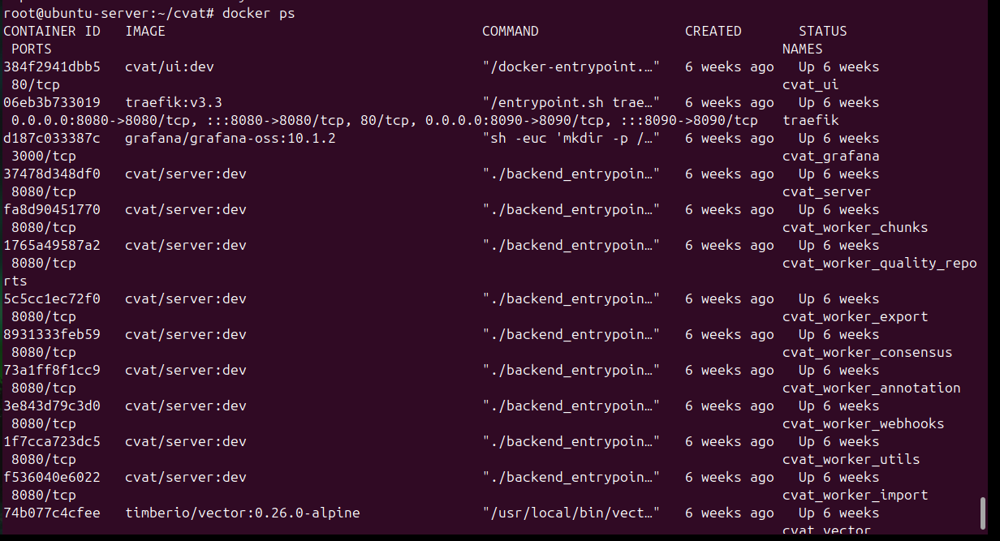 root@ubuntu-server:~/cvat# docker ps
CONTAINER ID   IMAGE                                       COMMAND                  CREATED       STATUS
 PORTS                                                                                          NAMES
384f2941dbb5   cvat/ui:dev                                 "/docker-entrypoint.…"   6 weeks ago   Up 6 weeks
 80/tcp                                                                                         cvat_ui
06eb3b733019   traefik:v3.3                                "/entrypoint.sh trae…"   6 weeks ago   Up 6 weeks
 0.0.0.0:8080->8080/tcp, :::8080->8080/tcp, 80/tcp, 0.0.0.0:8090->8090/tcp, :::8090->8090/tcp   traefik
d187c033387c   grafana/grafana-oss:10.1.2                  "sh -euc 'mkdir -p /…"   6 weeks ago   Up 6 weeks
 3000/tcp                                                                                       cvat_grafana
37478d348df0   cvat/server:dev                             "./backend_entrypoin…"   6 weeks ago   Up 6 weeks
 8080/tcp                                                                                       cvat_server
fa8d90451770   cvat/server:dev                             "./backend_entrypoin…"   6 weeks ago   Up 6 weeks
 8080/tcp                                                                                       cvat_worker_chunks
1765a49587a2   cvat/server:dev                             "./backend_entrypoin…"   6 weeks ago   Up 6 weeks
 8080/tcp                                                                                       cvat_worker_quality_repo
rts
5c5cc1ec72f0   cvat/server:dev                             "./backend_entrypoin…"   6 weeks ago   Up 6 weeks
 8080/tcp                                                                                       cvat_worker_export
8931333feb59   cvat/server:dev                             "./backend_entrypoin…"   6 weeks ago   Up 6 weeks
 8080/tcp                                                                                       cvat_worker_consensus
73a1ff8f1cc9   cvat/server:dev                             "./backend_entrypoin…"   6 weeks ago   Up 6 weeks
 8080/tcp                                                                                       cvat_worker_annotation
3e843d79c3d0   cvat/server:dev                             "./backend_entrypoin…"   6 weeks ago   Up 6 weeks
 8080/tcp                                                                                       cvat_worker_webhooks
1f7cca723dc5   cvat/server:dev                             "./backend_entrypoin…"   6 weeks ago   Up 6 weeks
 8080/tcp                                                                                       cvat_worker_utils
f536040e6022   cvat/server:dev                             "./backend_entrypoin…"   6 weeks ago   Up 6 weeks
 8080/tcp                                                                                       cvat_worker_import
74b077c4cfee   timberio/vector:0.26.0-alpine               "/usr/local/bin/vect…"   6 weeks ago   Up 6 weeks
                                                                                                cvat_vector